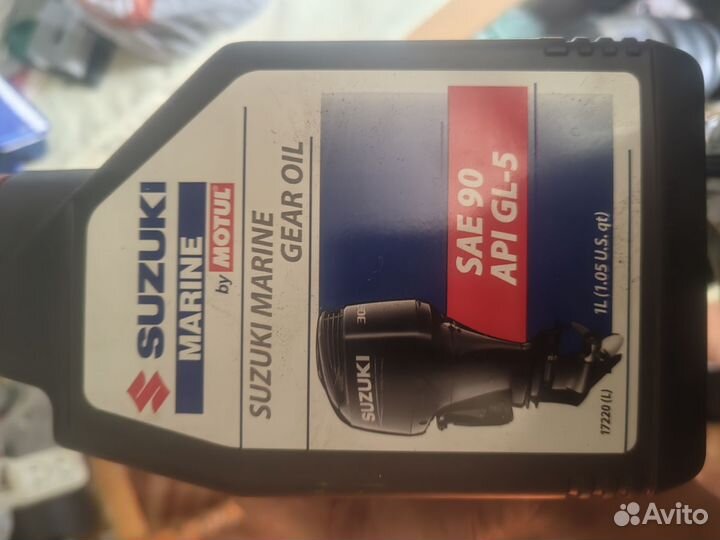 SUZUKI
MARINE
by MOTUL
SUZUKI MARINE
GEAR OIL
SAE 90
API GL-5
SUZUKI
1L (1.05 U.S. qt)
17220 (L)
Avito